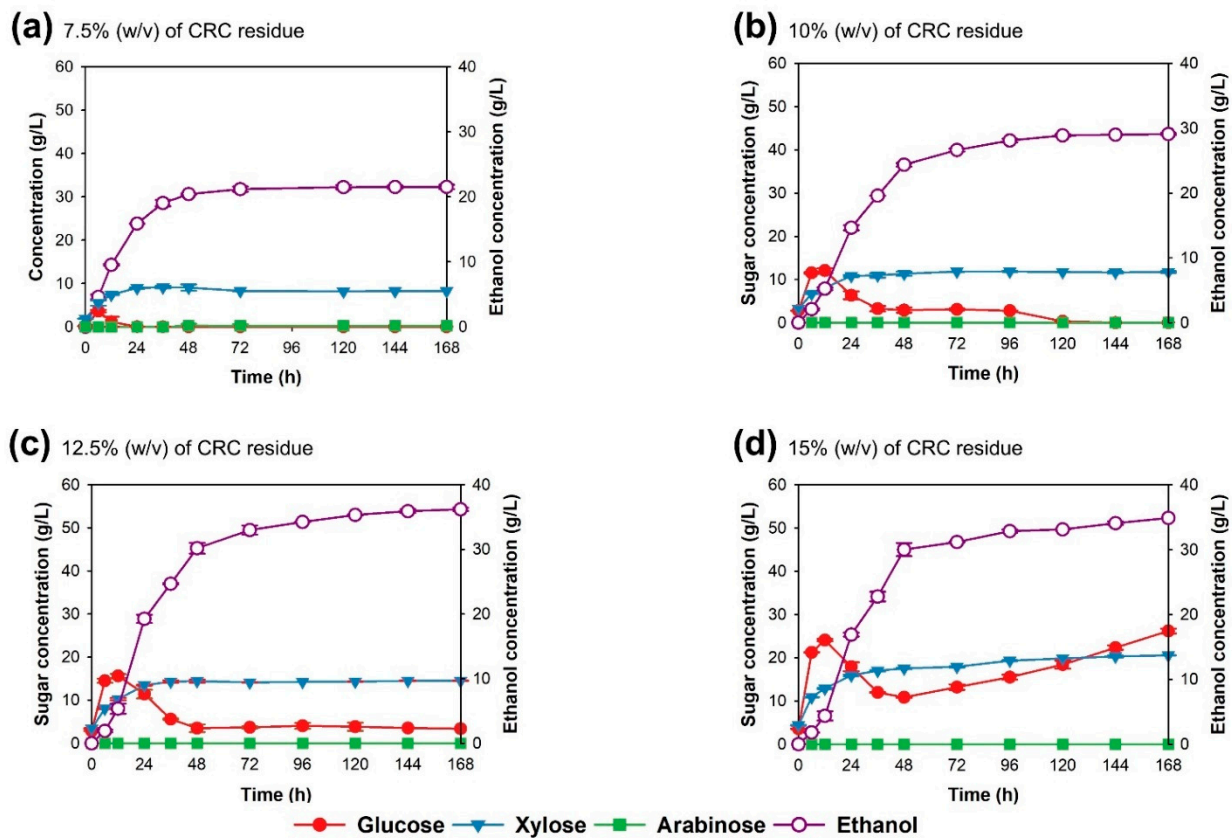 (a) 7.5% (w/v) of CRC residue
60 40
50
40 30
30 20
20
10 10
0 0
0 24 48 72 96 120 144 168
Concentration (g/L)
Ethanol concentration (g/L)
Time (h)
(b) 10% (w/v) of CRC residue
60 40
50
40 30
30 20
20
10 10
0 0
0 24 48 72 96 120 144 168
Sugar concentration (g/L)
Ethanol concentration (g/L)
Time (h)
(c) 12.5% (w/v) of CRC residue
60 40
50
40 30
30 20
20
10 10
0 0
0 24 48 72 96 120 144 168
Sugar concentration (g/L)
Ethanol concentration (g/L)
Time (h)
(d) 15% (w/v) of CRC residue
60 40
50
40 30
30 20
20
10 10
0 0
0 24 48 72 96 120 144 168
Sugar concentration (g/L)
Ethanol concentration (g/L)
Time (h)
Glucose Xylose Arabinose Ethanol